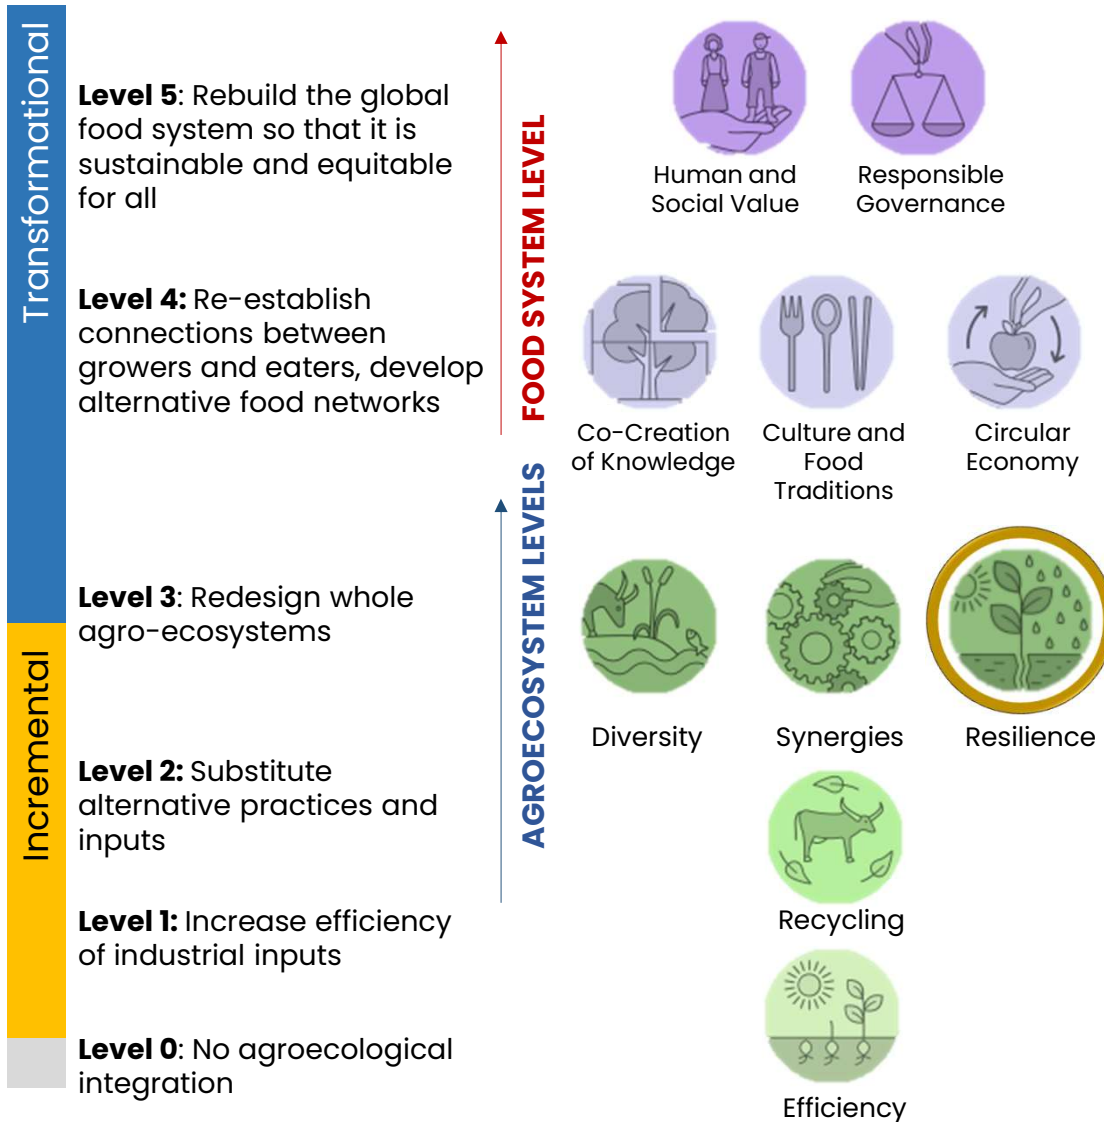 Transformational
Level 5: Rebuild the global
food system so that it is
sustainable and equitable
for all
Level 4: Re-establish
connections between
growers and eaters, develop
alternative food networks
Level 3: Redesign whole
agro-ecosystems
Incremental
Level 2: Substitute
alternative practices and
inputs
Level 1: Increase efficiency
of industrial inputs
Level 0: No agroecological
integration
FOOD SYSTEM LEVEL
AGROECOSYSTEM LEVELS
Human and
Social Value
Responsible
Governance
Co-Creation
of Knowledge
Culture and
Food
Traditions
Circular
Economy
Diversity
Synergies
Resilience
Recycling
Efficiency